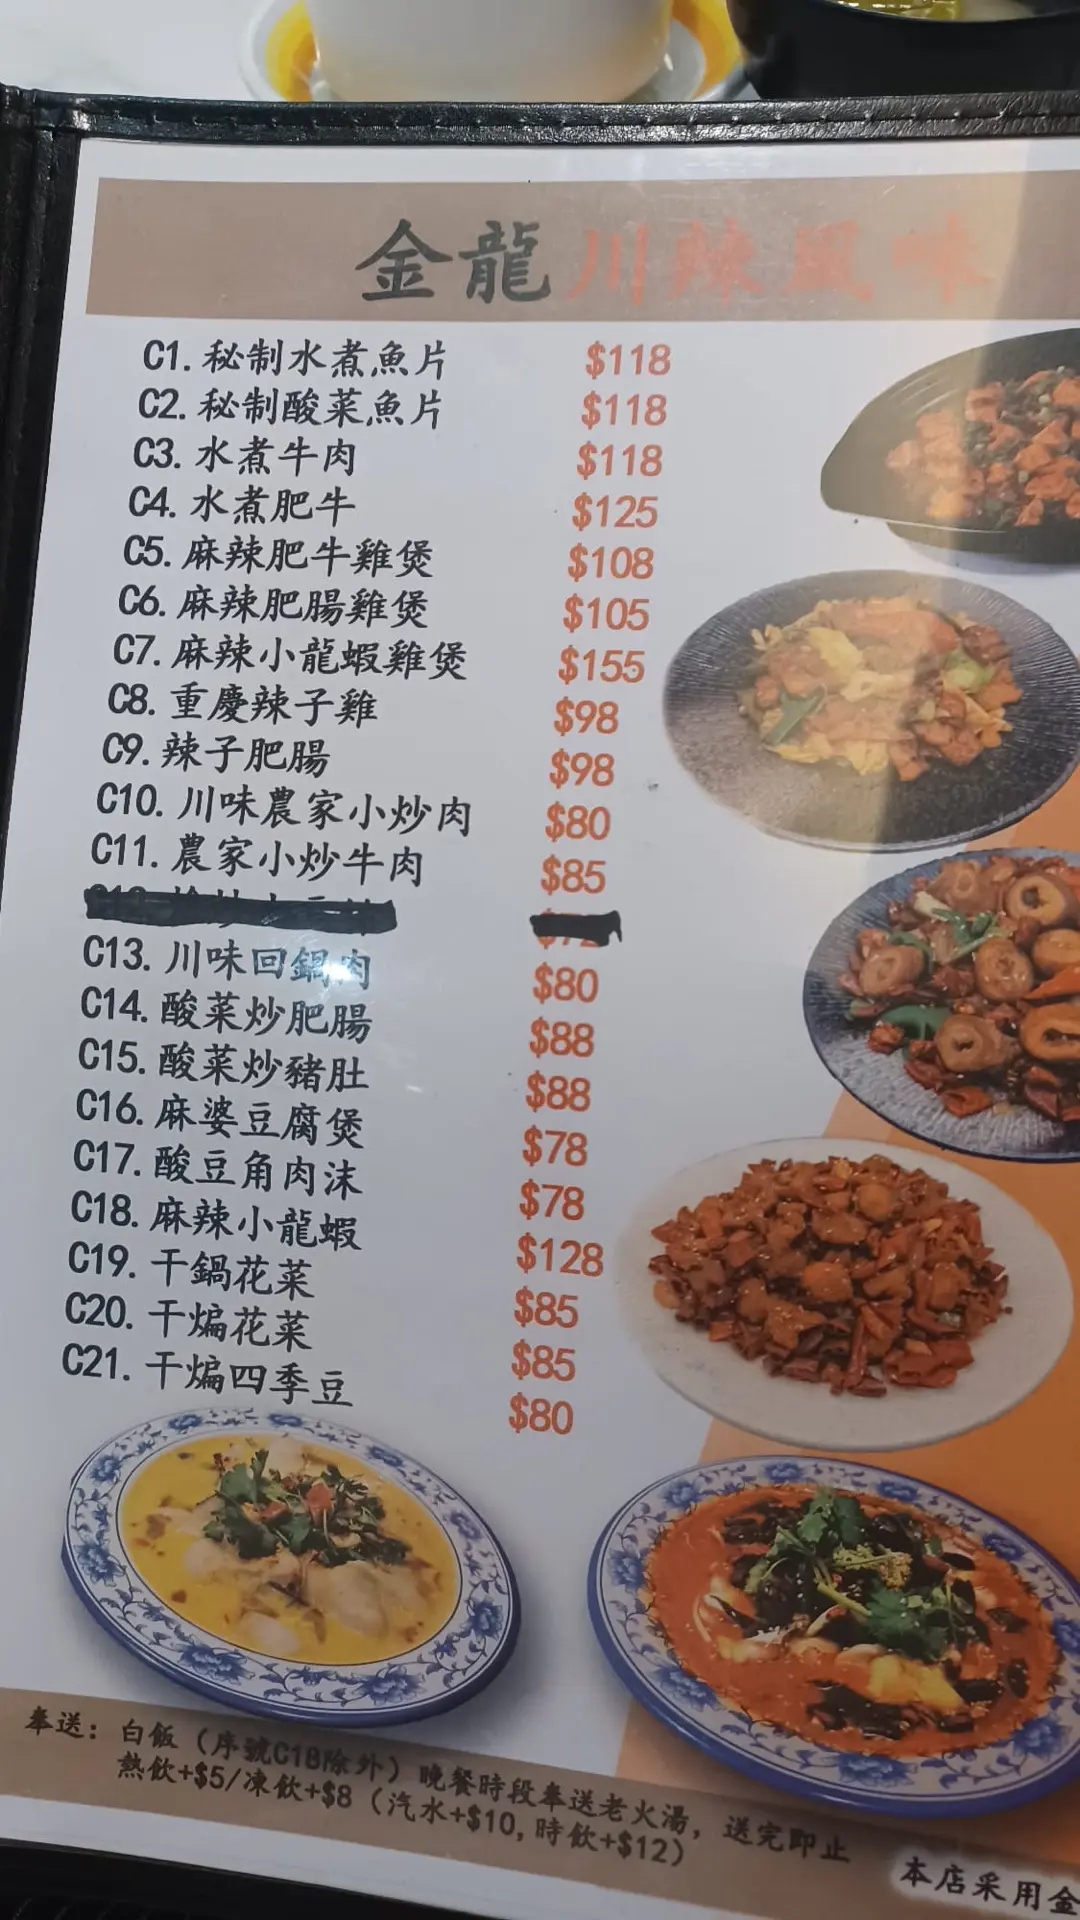 金龍川辣風味
C1. 秘制水煮魚片 $118
C2. 秘制酸菜魚片 $118
C3. 水煮牛肉 $118
C4. 水煮肥牛 $125
C5. 麻辣肥牛雞煲 $108
C6. 麻辣肥腸雞煲 $105
C7. 麻辣小龍蝦雞煲 $155
C8. 重慶辣子雞 $98
C9. 辣子肥腸 $98
C10. 川味農家小炒肉 $80
C11. 農家小炒牛肉 $85
C13. 川味回鍋肉 $80
C14. 酸菜炒肥腸 $88
C15. 酸菜炒豬肚 $88
C16. 麻婆豆腐煲 $78
C17. 酸豆角肉沫 $78
C18. 麻辣小龍蝦 $128
C19. 干鍋花菜 $85
C20. 干煸花菜 $85
C21. 干煸四季豆 $80
奉送：白飯（序號C18除外）晚餐時段奉送老火湯，送完即止
熱飲+$5/凍飲+$8（汽水+$10,時飲+$12）
本店采用金